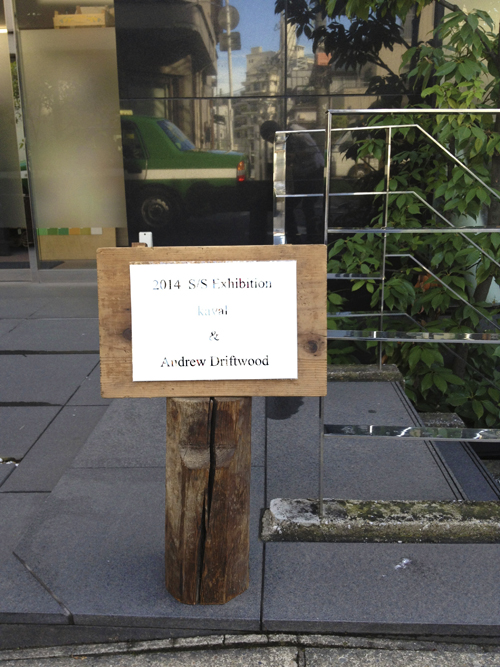 2014 S/S Exhibition
kaval
&
Andrew Driftwood